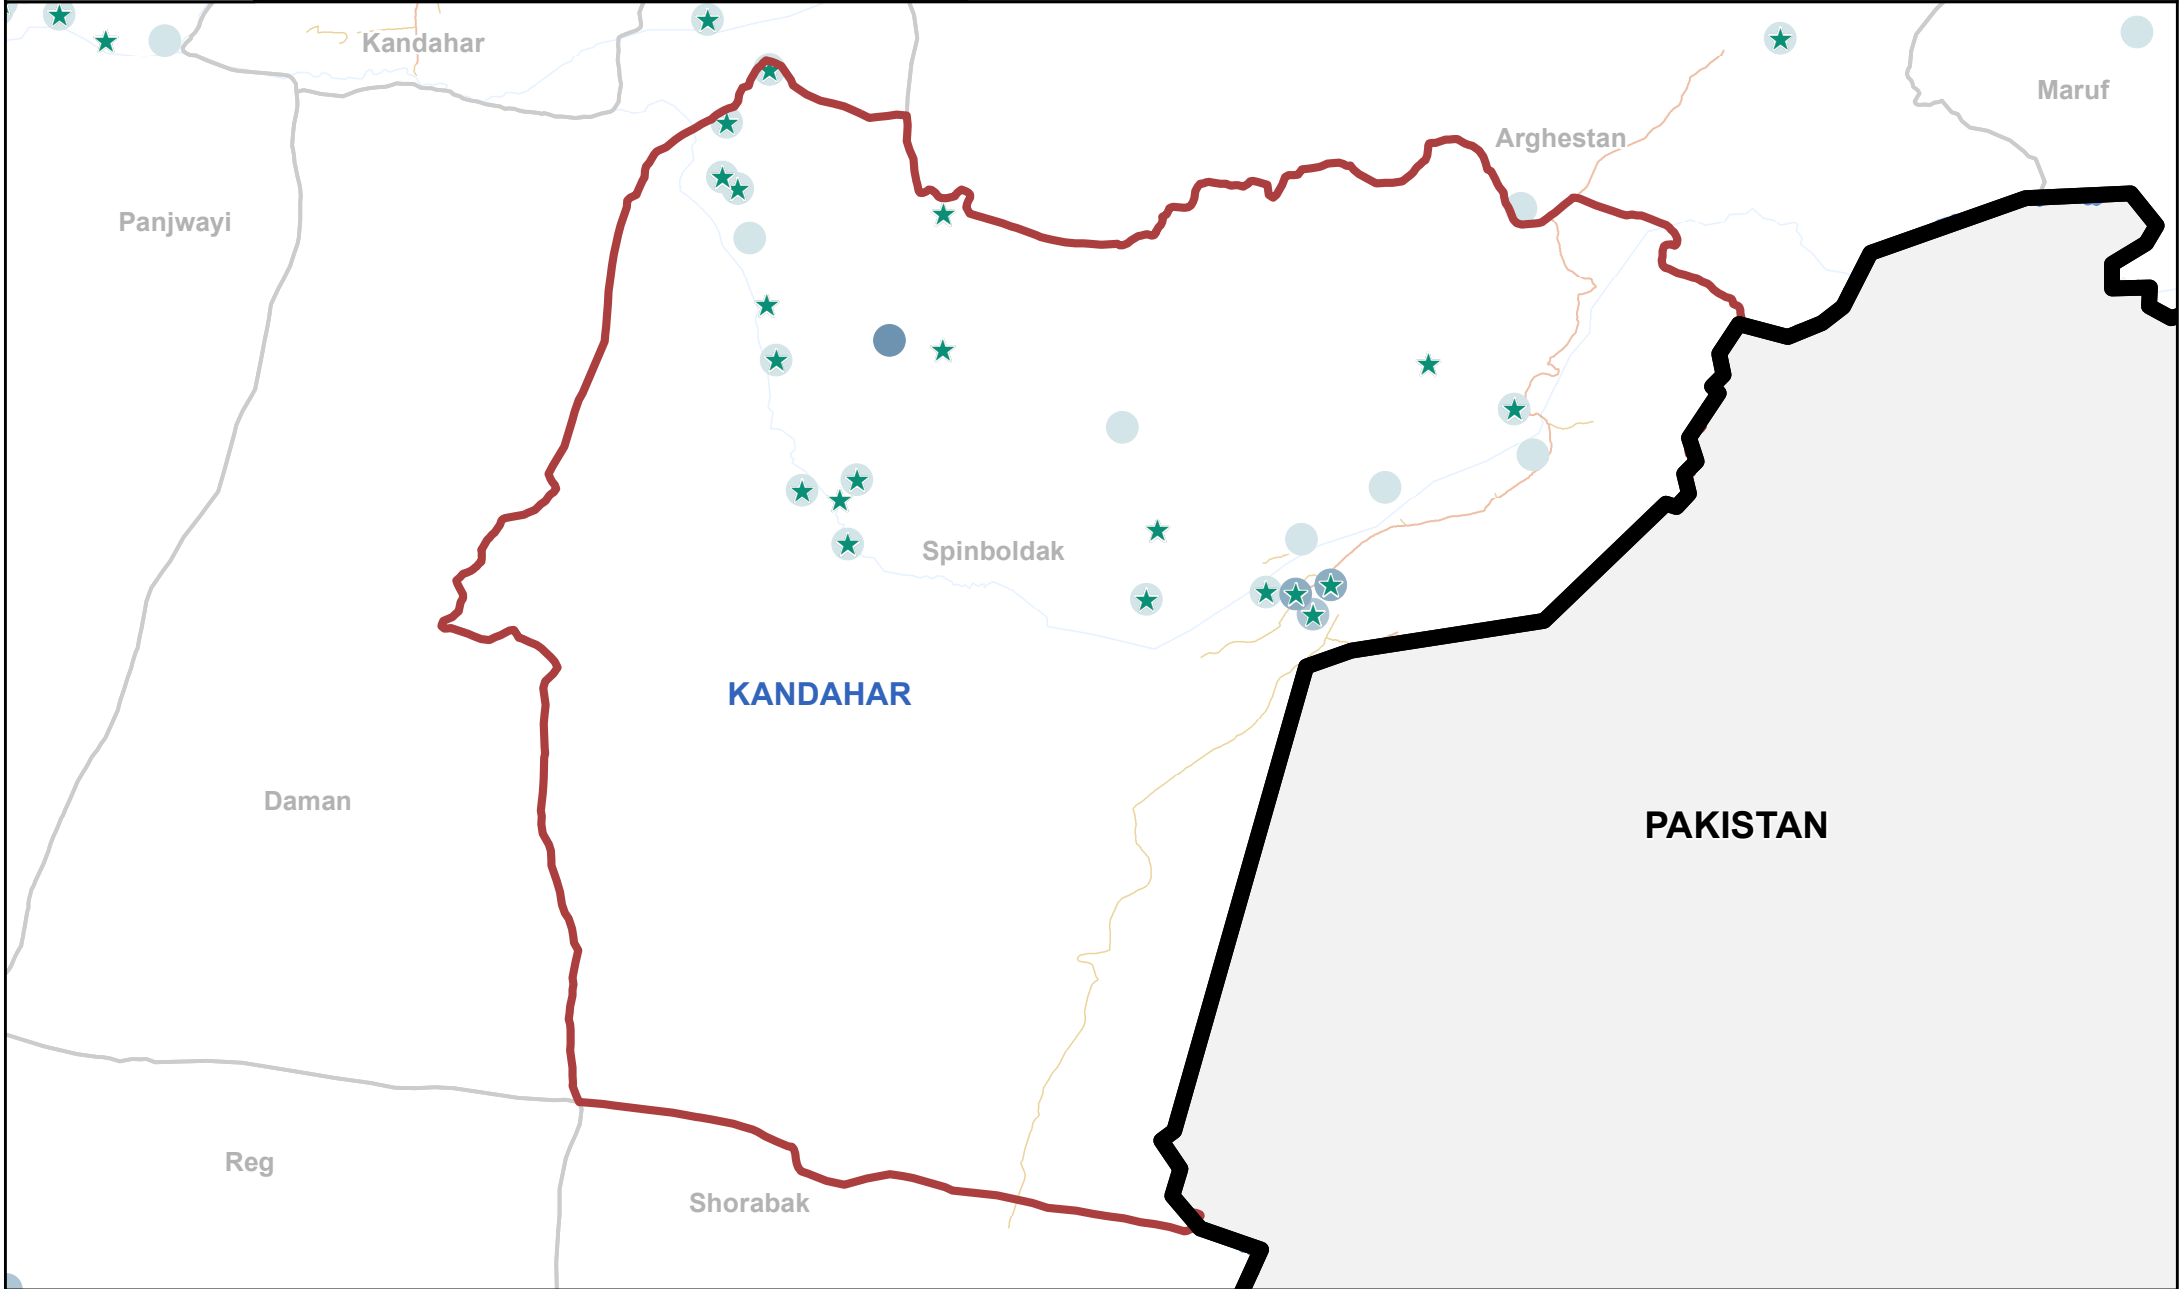 Kandahar
Maruf
Arghestan
Panjwayi
Spinboldak
KANDAHAR
Daman
PAKISTAN
Reg
Shorabak